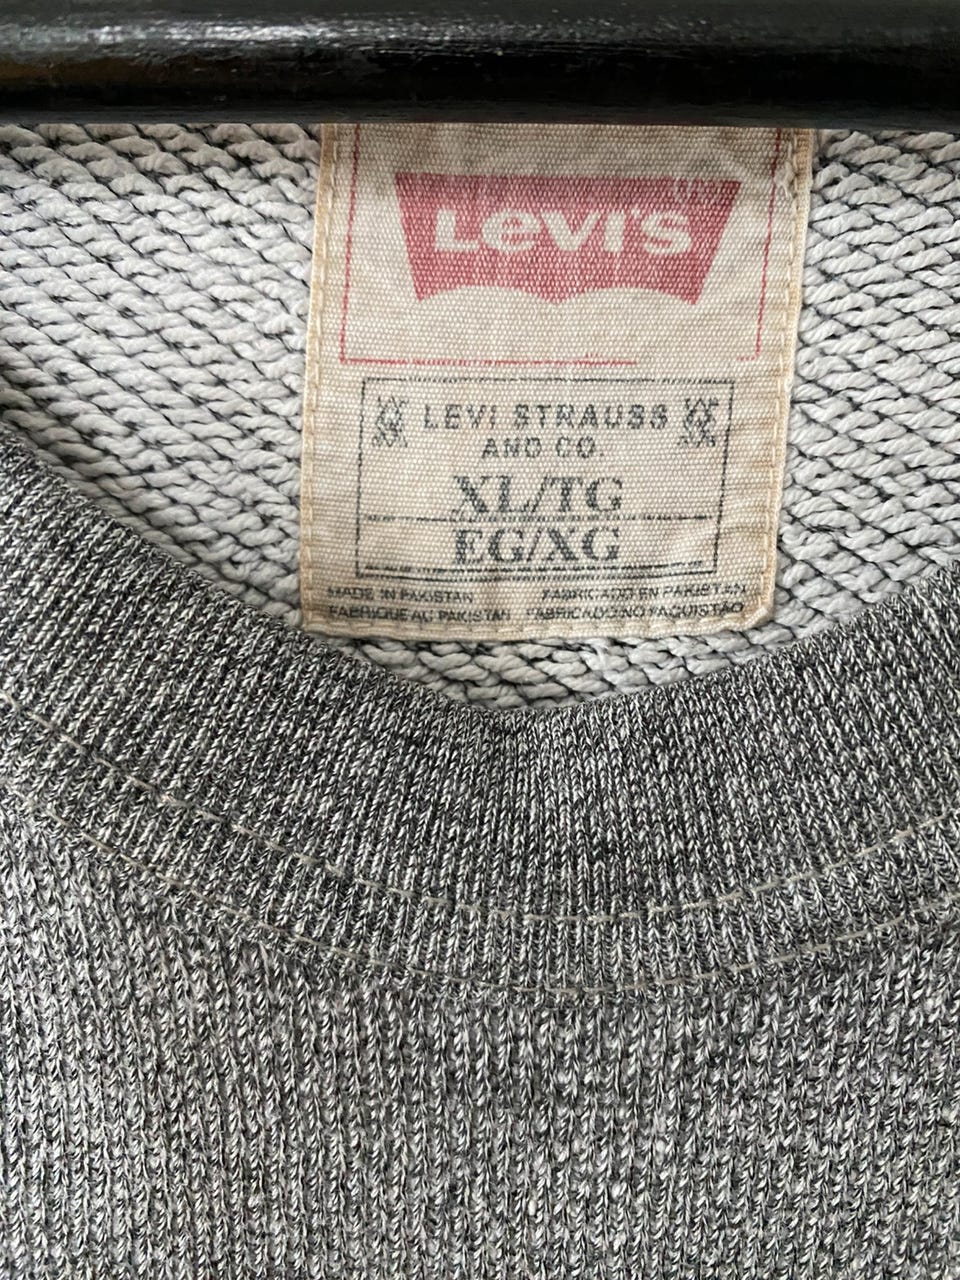 Levi's
LEVI STRAUSS
AND CO.
XL/TG
EG/XG
MADE IN PAKISTAN FABRICADO EN PAKISTAN
FABRIQUE AU PAKISTAN FABRICADO NO PAQUISTAO